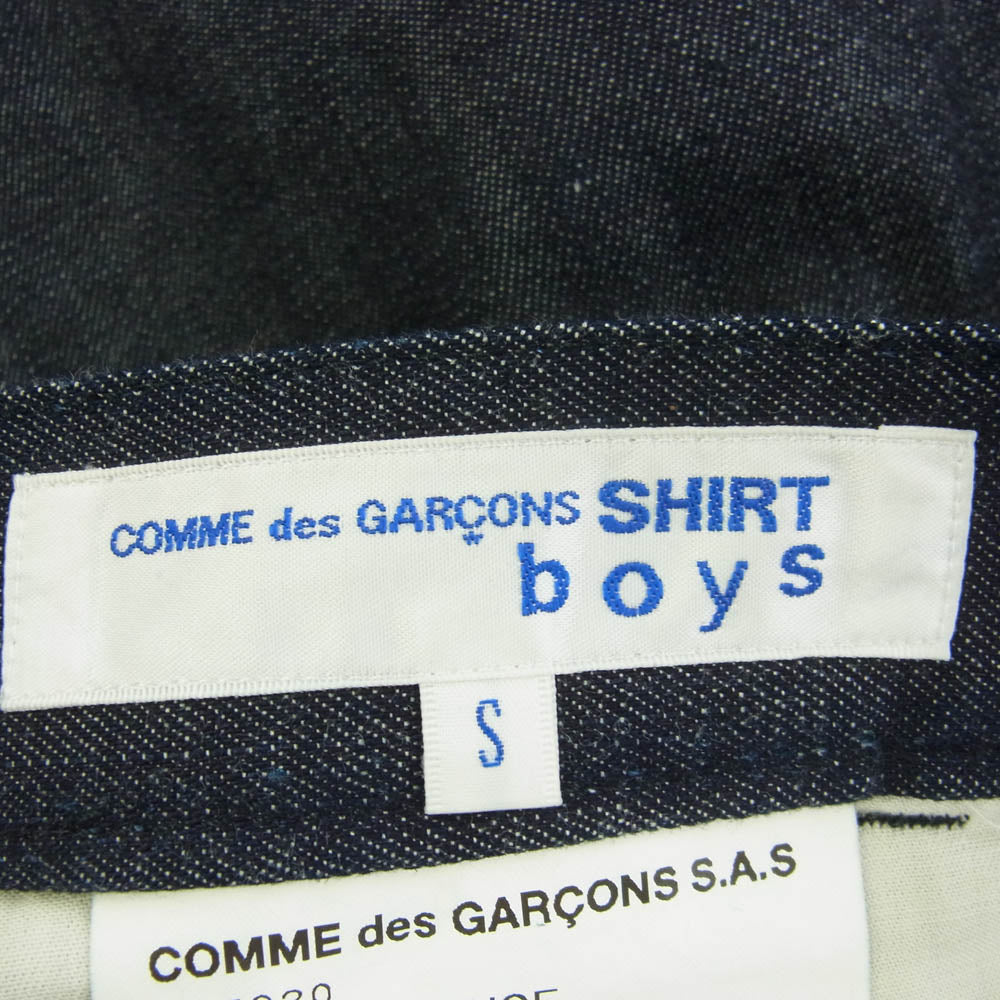 COMME des GARÇONS SHIRT
boys
S
COMME des GARÇONS S.A.S